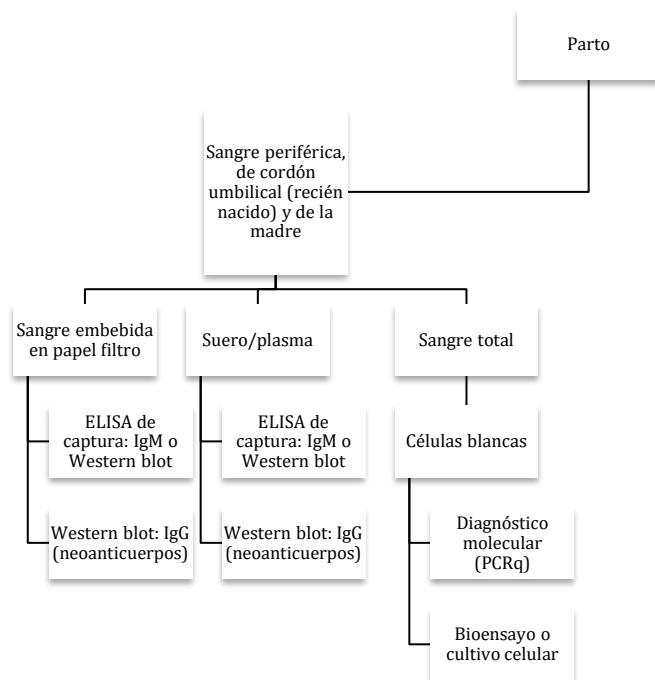 Parto
Sangre periférica,
de cordón
umbilical (recién
nacido) y de la
madre
Sangre embebida
en papel filtro
Suero/plasma
Sangre total
ELISA de
captura: IgM o
Western blot
ELISA de
captura: IgM o
Western blot
Células blancas
Western blot: IgG
(neoanticuerpos)
Western blot: IgG
(neoanticuerpos)
Diagnóstico
molecular
(PCRq)
Bioensayo o
cultivo celular